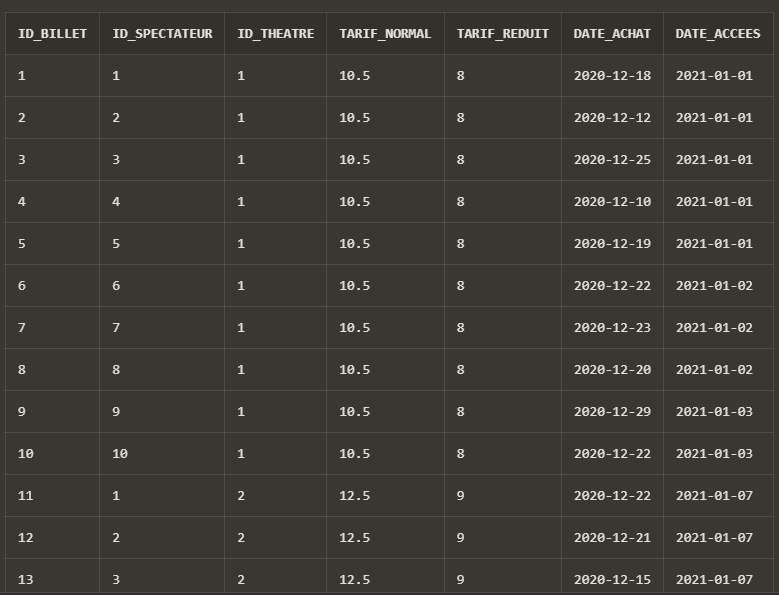 ID_BILLET ID_SPECTATEUR ID_THEATRE TARIF_NORMAL TARIF_REDUIT DATE_ACHAT DATE_ACCEES
1 1 1 10.5 8 2020-12-18 2021-01-01
2 2 1 10.5 8 2020-12-12 2021-01-01
3 3 1 10.5 8 2020-12-25 2021-01-01
4 4 1 10.5 8 2020-12-10 2021-01-01
5 5 1 10.5 8 2020-12-19 2021-01-01
6 6 1 10.5 8 2020-12-22 2021-01-02
7 7 1 10.5 8 2020-12-23 2021-01-02
8 8 1 10.5 8 2020-12-20 2021-01-02
9 9 1 10.5 8 2020-12-29 2021-01-03
10 10 1 10.5 8 2020-12-22 2021-01-03
11 1 2 12.5 9 2020-12-22 2021-01-07
12 2 2 12.5 9 2020-12-21 2021-01-07
13 3 2 12.5 9 2020-12-15 2021-01-07